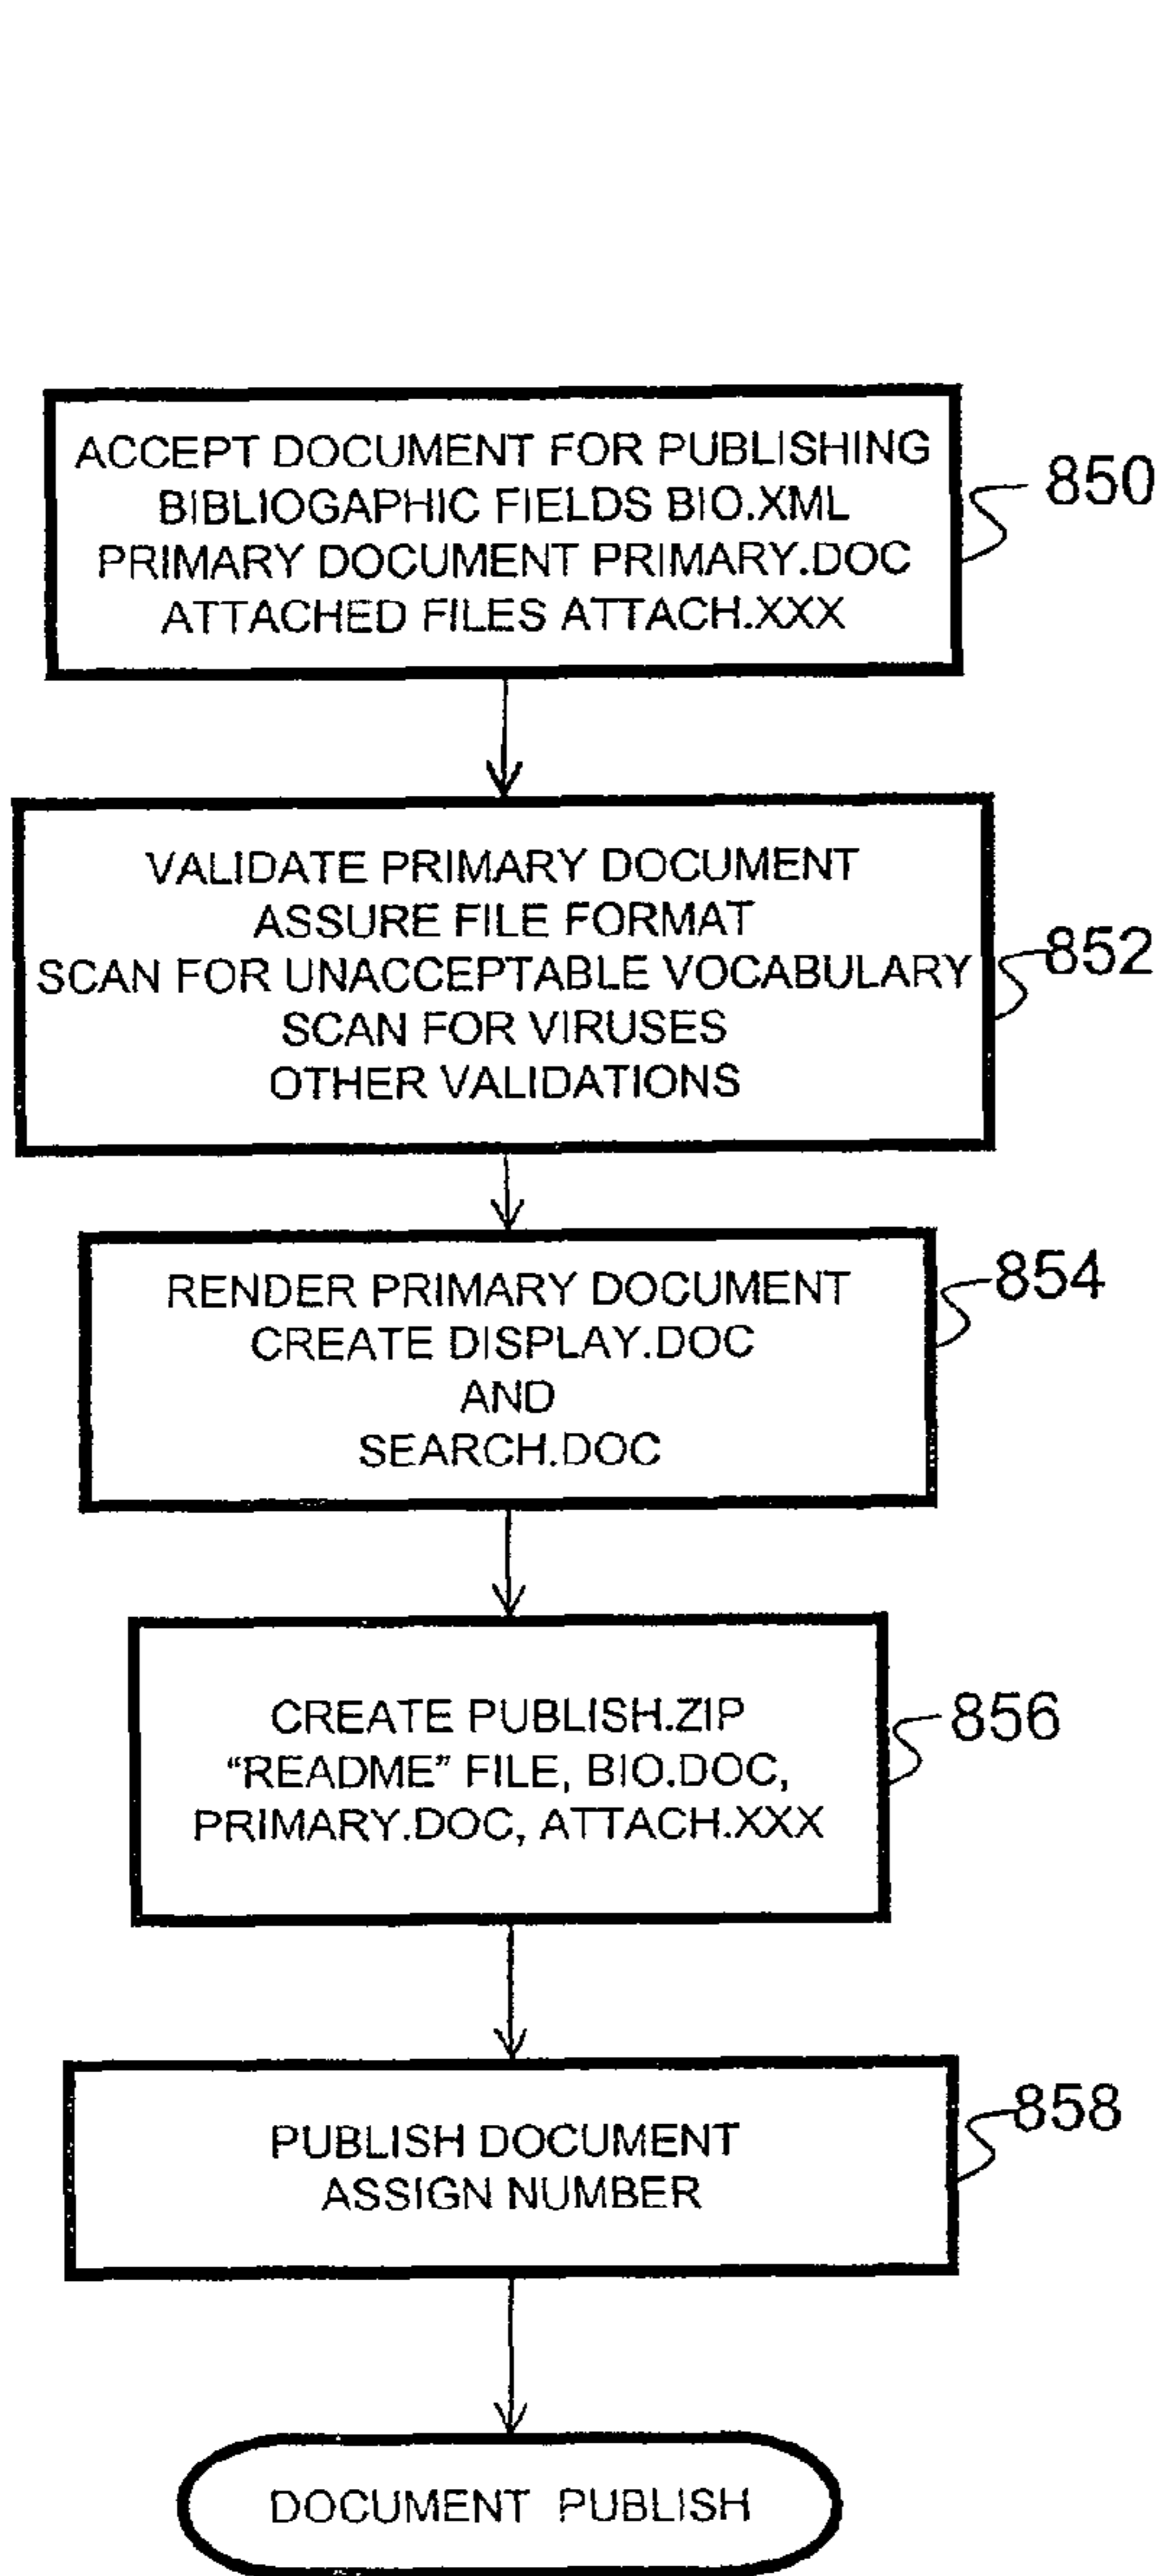 ACCEPT DOCUMENT FOR PUBLISHING
BIBLIOGAPHIC FIELDS BIO.XML
PRIMARY DOCUMENT PRIMARY.DOC
ATTACHED FILES ATTACH.XXX
850
VALIDATE PRIMARY DOCUMENT
ASSURE FILE FORMAT
SCAN FOR UNACCEPTABLE VOCABULARY
SCAN FOR VIRUSES
OTHER VALIDATIONS
852
RENDER PRIMARY DOCUMENT
CREATE DISPLAY.DOC
AND
SEARCH.DOC
854
CREATE PUBLISH.ZIP
“README” FILE, BIO.DOC,
PRIMARY.DOC, ATTACH.XXX
856
PUBLISH DOCUMENT
ASSIGN NUMBER
858
DOCUMENT PUBLISH